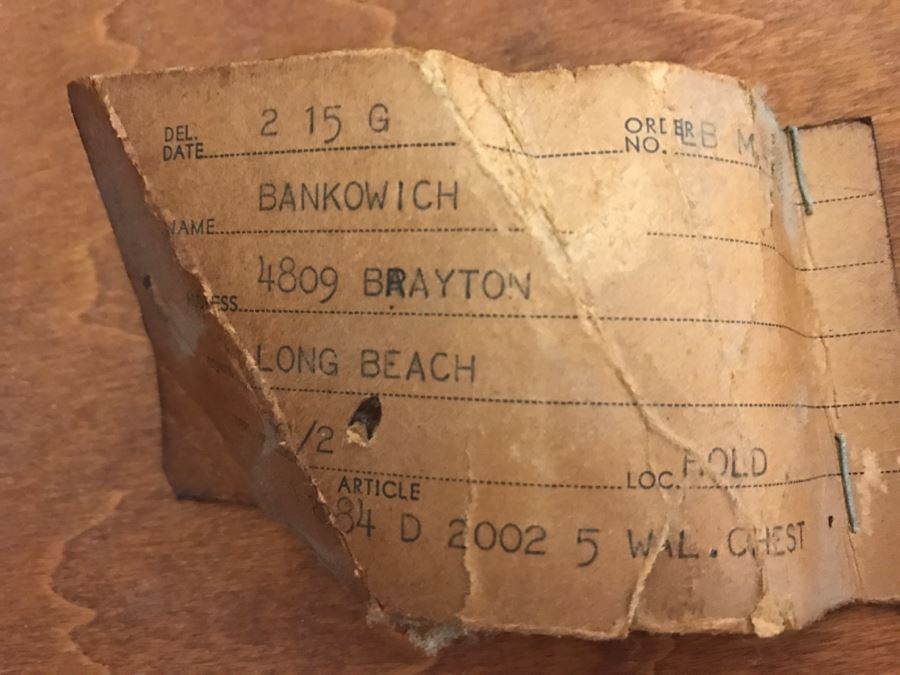 DEL. DATE 2 15 G ORDER NO. LB M
NAME BANKOWICH
4809 BRAYTON
LONG BEACH
/2 LOC. HOLD
ARTICLE
84 D 2002 5 WAL. CHEST